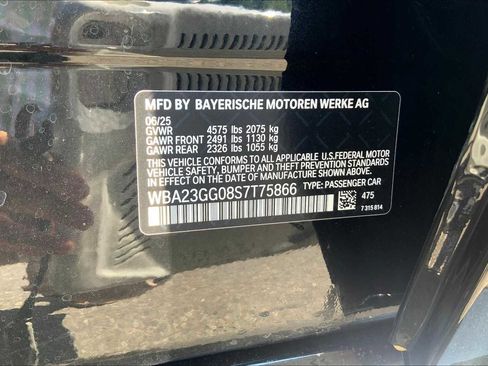 MFD BY BAYERISCHE MOTOREN WERKE AG
06/25
GVWR 4575 lbs 2075 kg
GAWR FRONT 2491 lbs 1130 kg
GAWR REAR 2326 lbs 1055 kg
THIS VEHICLE CONFORMS TO ALL APPLICABLE U.S.FEDERAL MOTOR
VEHICLE SAFETY, BUMPER AND THEFT PREVENTION
STANDARDS IN EFFECT ON THE DATE OF
MANUFACTURE SHOWN ABOVE.
WBA23GG08S7T75866 TYPE: PASSENGER CAR
475
7 315 814